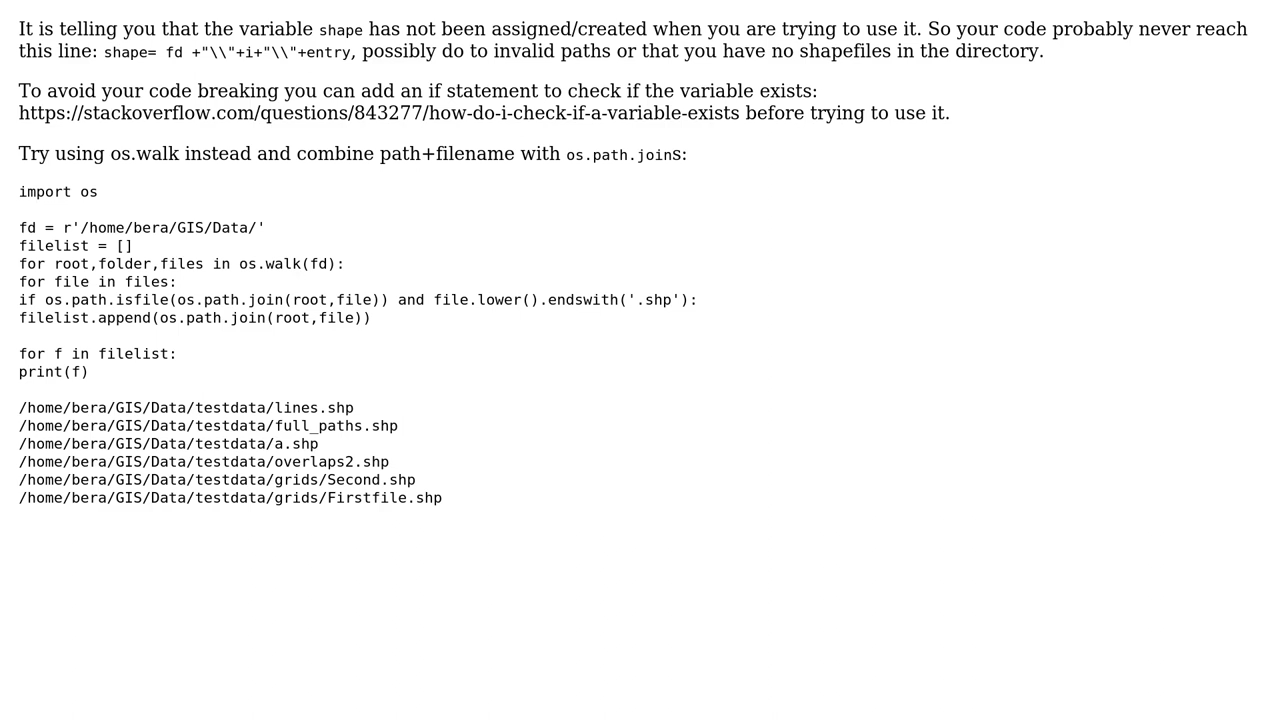 It is telling you that the variable shape has not been assigned/created when you are trying to use it. So your code probably never reach
this line: shape= fd +"\\"+i+"\\"+entry, possibly do to invalid paths or that you have no shapefiles in the directory.
To avoid your code breaking you can add an if statement to check if the variable exists:
https://stackoverflow.com/questions/843277/how-do-i-check-if-a-variable-exists before trying to use it.
Try using os.walk instead and combine path+filename with os.path.joins:
import os
fd = r'/home/bera/GIS/Data/'
filelist = []
for root,folder,files in os.walk(fd):
for file in files:
if os.path.isfile(os.path.join(root,file)) and file.lower().endswith('.shp'):
filelist.append(os.path.join(root,file))
for f in filelist:
print(f)
/home/bera/GIS/Data/testdata/lines.shp
/home/bera/GIS/Data/testdata/full_paths.shp
/home/bera/GIS/Data/testdata/a.shp
/home/bera/GIS/Data/testdata/overlaps2.shp
/home/bera/GIS/Data/testdata/grids/Second.shp
/home/bera/GIS/Data/testdata/grids/Firstfile.shp